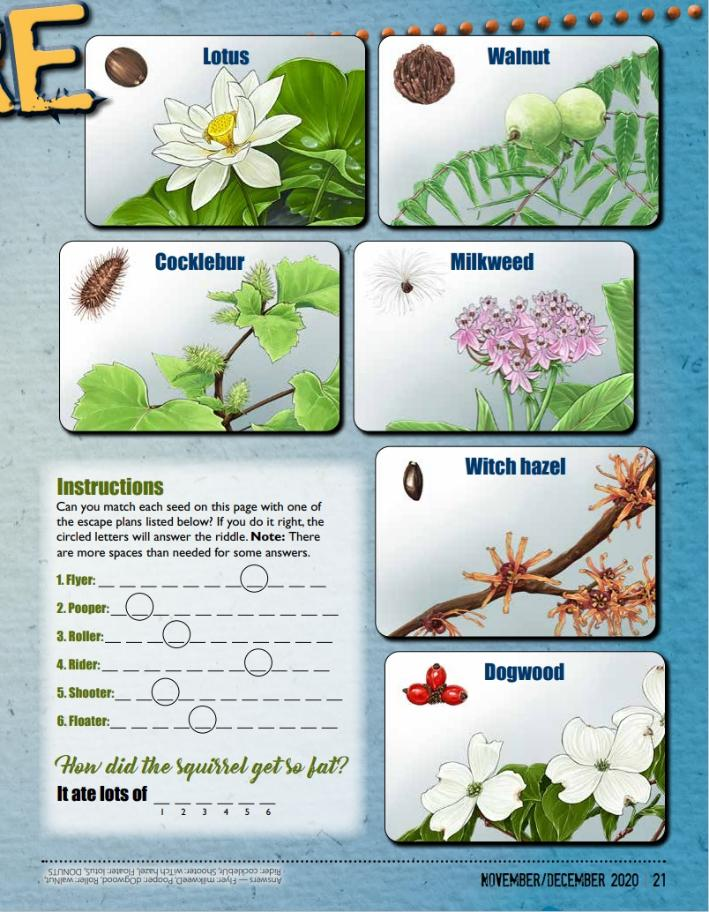 RE
Lotus
Walnut
Cocklebur
Milkweed
Witch hazel
Dogwood
Instructions
Can you match each seed on this page with one of
the escape plans listed below? If you do it right, the
circled letters will answer the riddle. Note: There
are more spaces than needed for some answers.
1. Flyer:
2. Pooper:
3. Roller:
4. Rider:
5. Shooter:
6. Floater:
How did the squirrel get so fat?
It ate lots of _ _ _ _ _ _
1 2 3 4 5 6
Answers — Flyer: milkweeD, Pooper: dOgwood, Roller: walNut,
Rider: cocklebUr, Shooter: wiTch hazel, Floater: lotuS, DONUTS
NOVEMBER/DECEMBER 2020 21